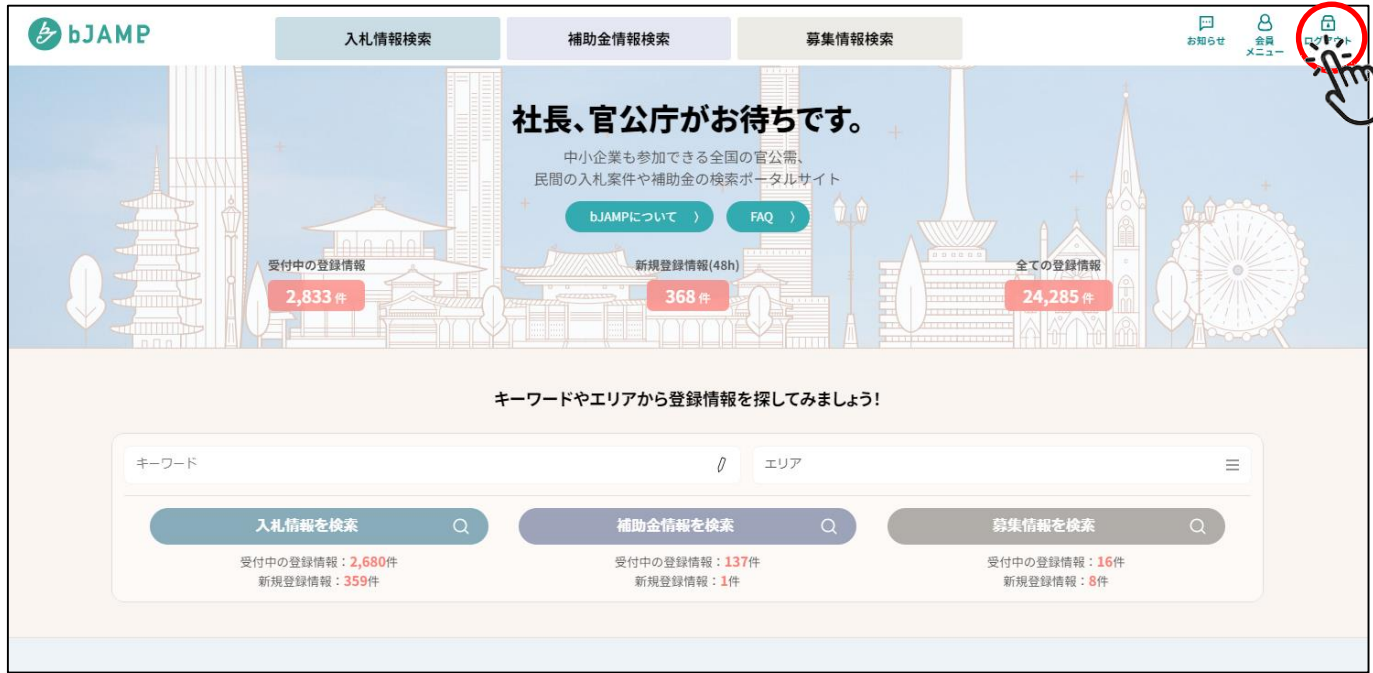 bJAMP
入札情報検索
補助金情報検索
募集情報検索
お知らせ
会員
メニュー
ログアウト
社長、官公庁がお待ちです。
中小企業も参加できる全国の官公需、
民間の入札案件や補助金の検索ポータルサイト
bJAMPについて 〉
FAQ 〉
受付中の登録情報
2,833 件
新規登録情報(48h)
368 件
全ての登録情報
24,285 件
キーワードやエリアから登録情報を探してみましょう!
キーワード
エリア
入札情報を検索
補助金情報を検索
募集情報を検索
受付中の登録情報：2,680件
新規登録情報：359件
受付中の登録情報：137件
新規登録情報：1件
受付中の登録情報：16件
新規登録情報：8件